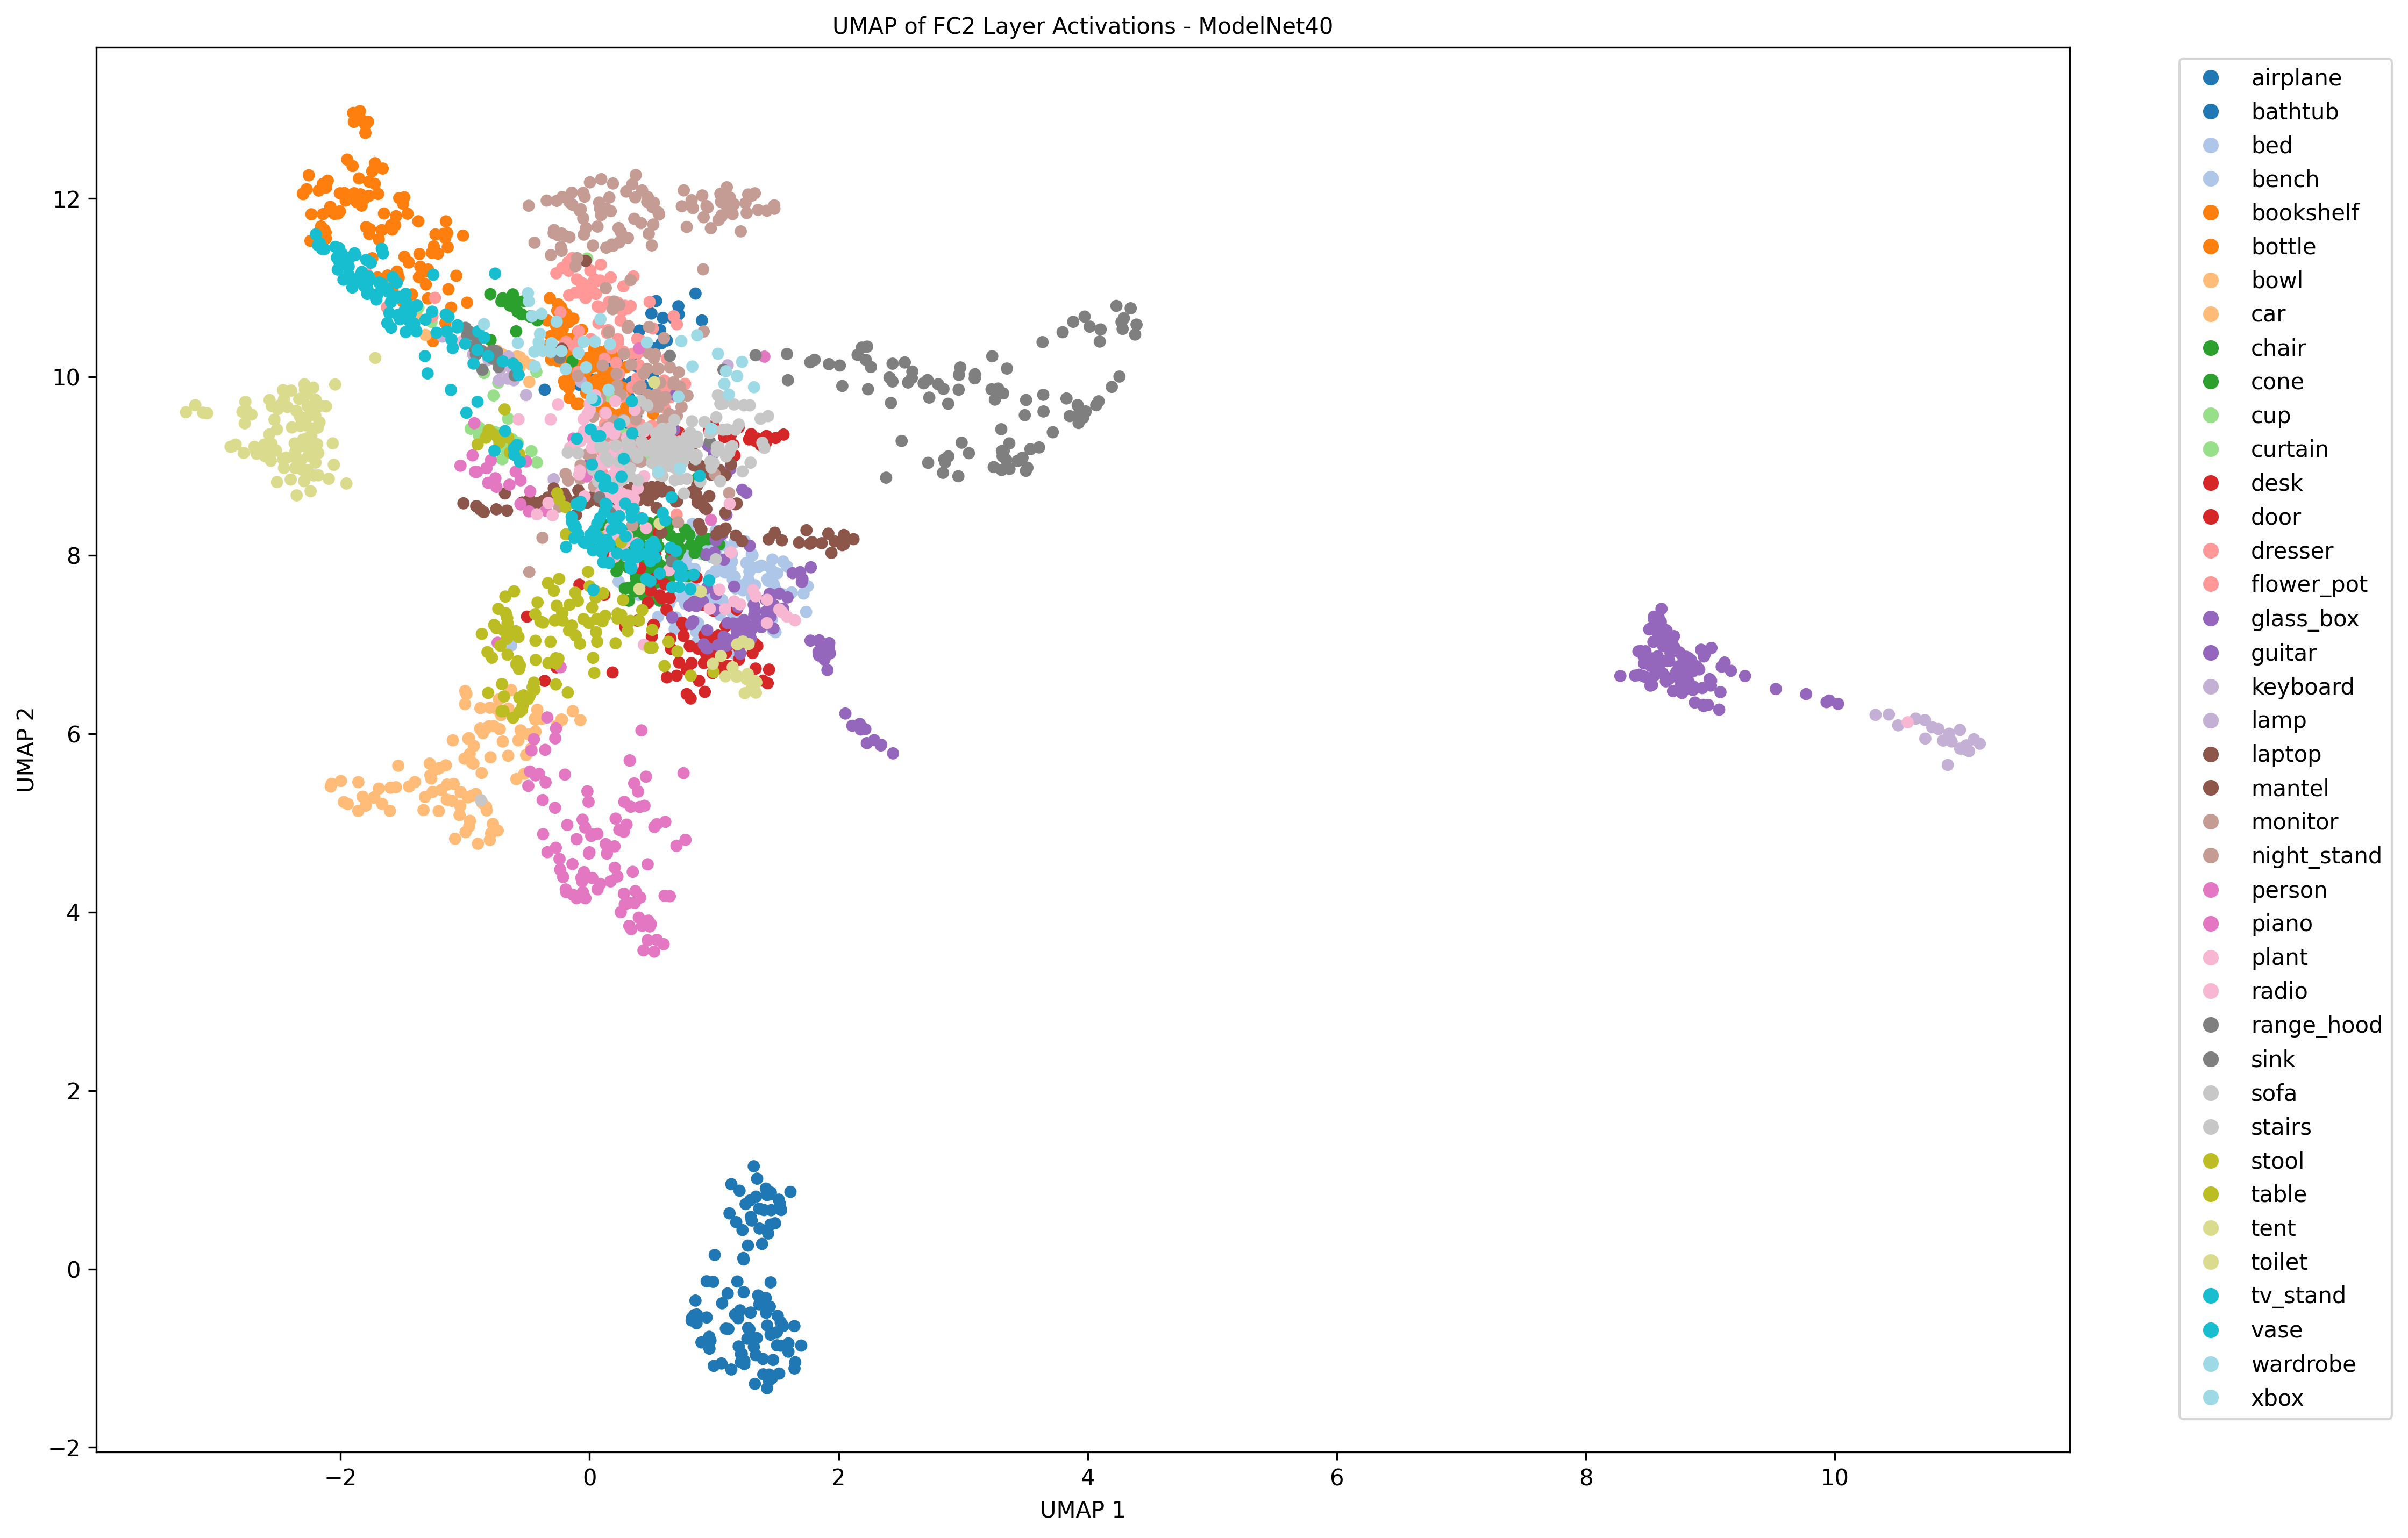 UMAP of FC2 Layer Activations - ModelNet40
UMAP 2
12
10
8
6
4
2
0
−2
−2
0
2
4
6
8
10
UMAP 1
airplane
bathtub
bed
bench
bookshelf
bottle
bowl
car
chair
cone
cup
curtain
desk
door
dresser
flower_pot
glass_box
guitar
keyboard
lamp
laptop
mantel
monitor
night_stand
person
piano
plant
radio
range_hood
sink
sofa
stairs
stool
table
tent
toilet
tv_stand
vase
wardrobe
xbox